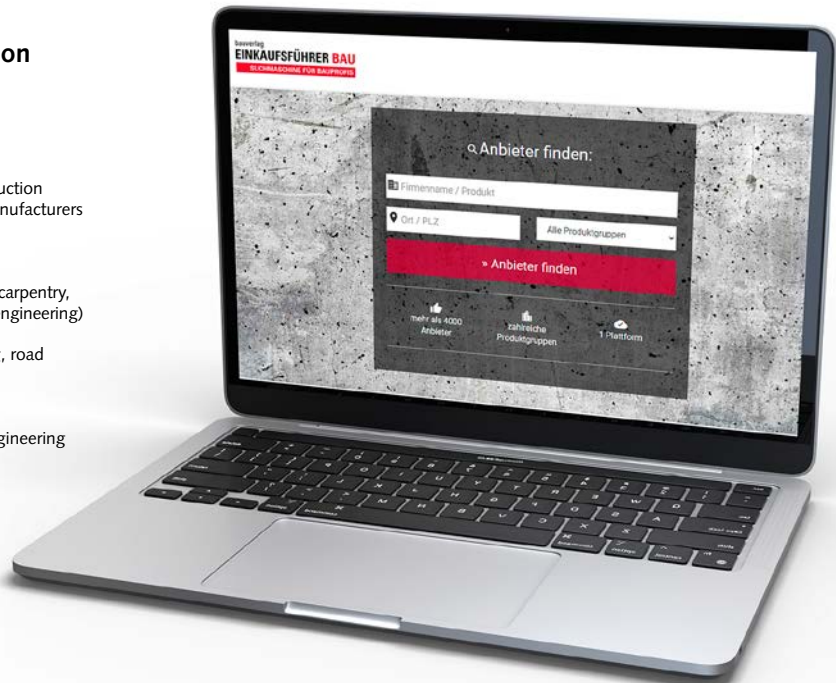 on
uction
nufacturers
carpentry,
engineering)
, road
gineering
bauverlag
EINKAUFSFÜHRER BAU
SUCHMASCHINE FÜR BAUPROFIS
Anbieter finden:
Firmenname / Produkt
Ort / PLZ
Alle Produktgruppen
» Anbieter finden
mehr als 4000
Anbieter
zahlreiche
Produktgruppen
1 Plattform